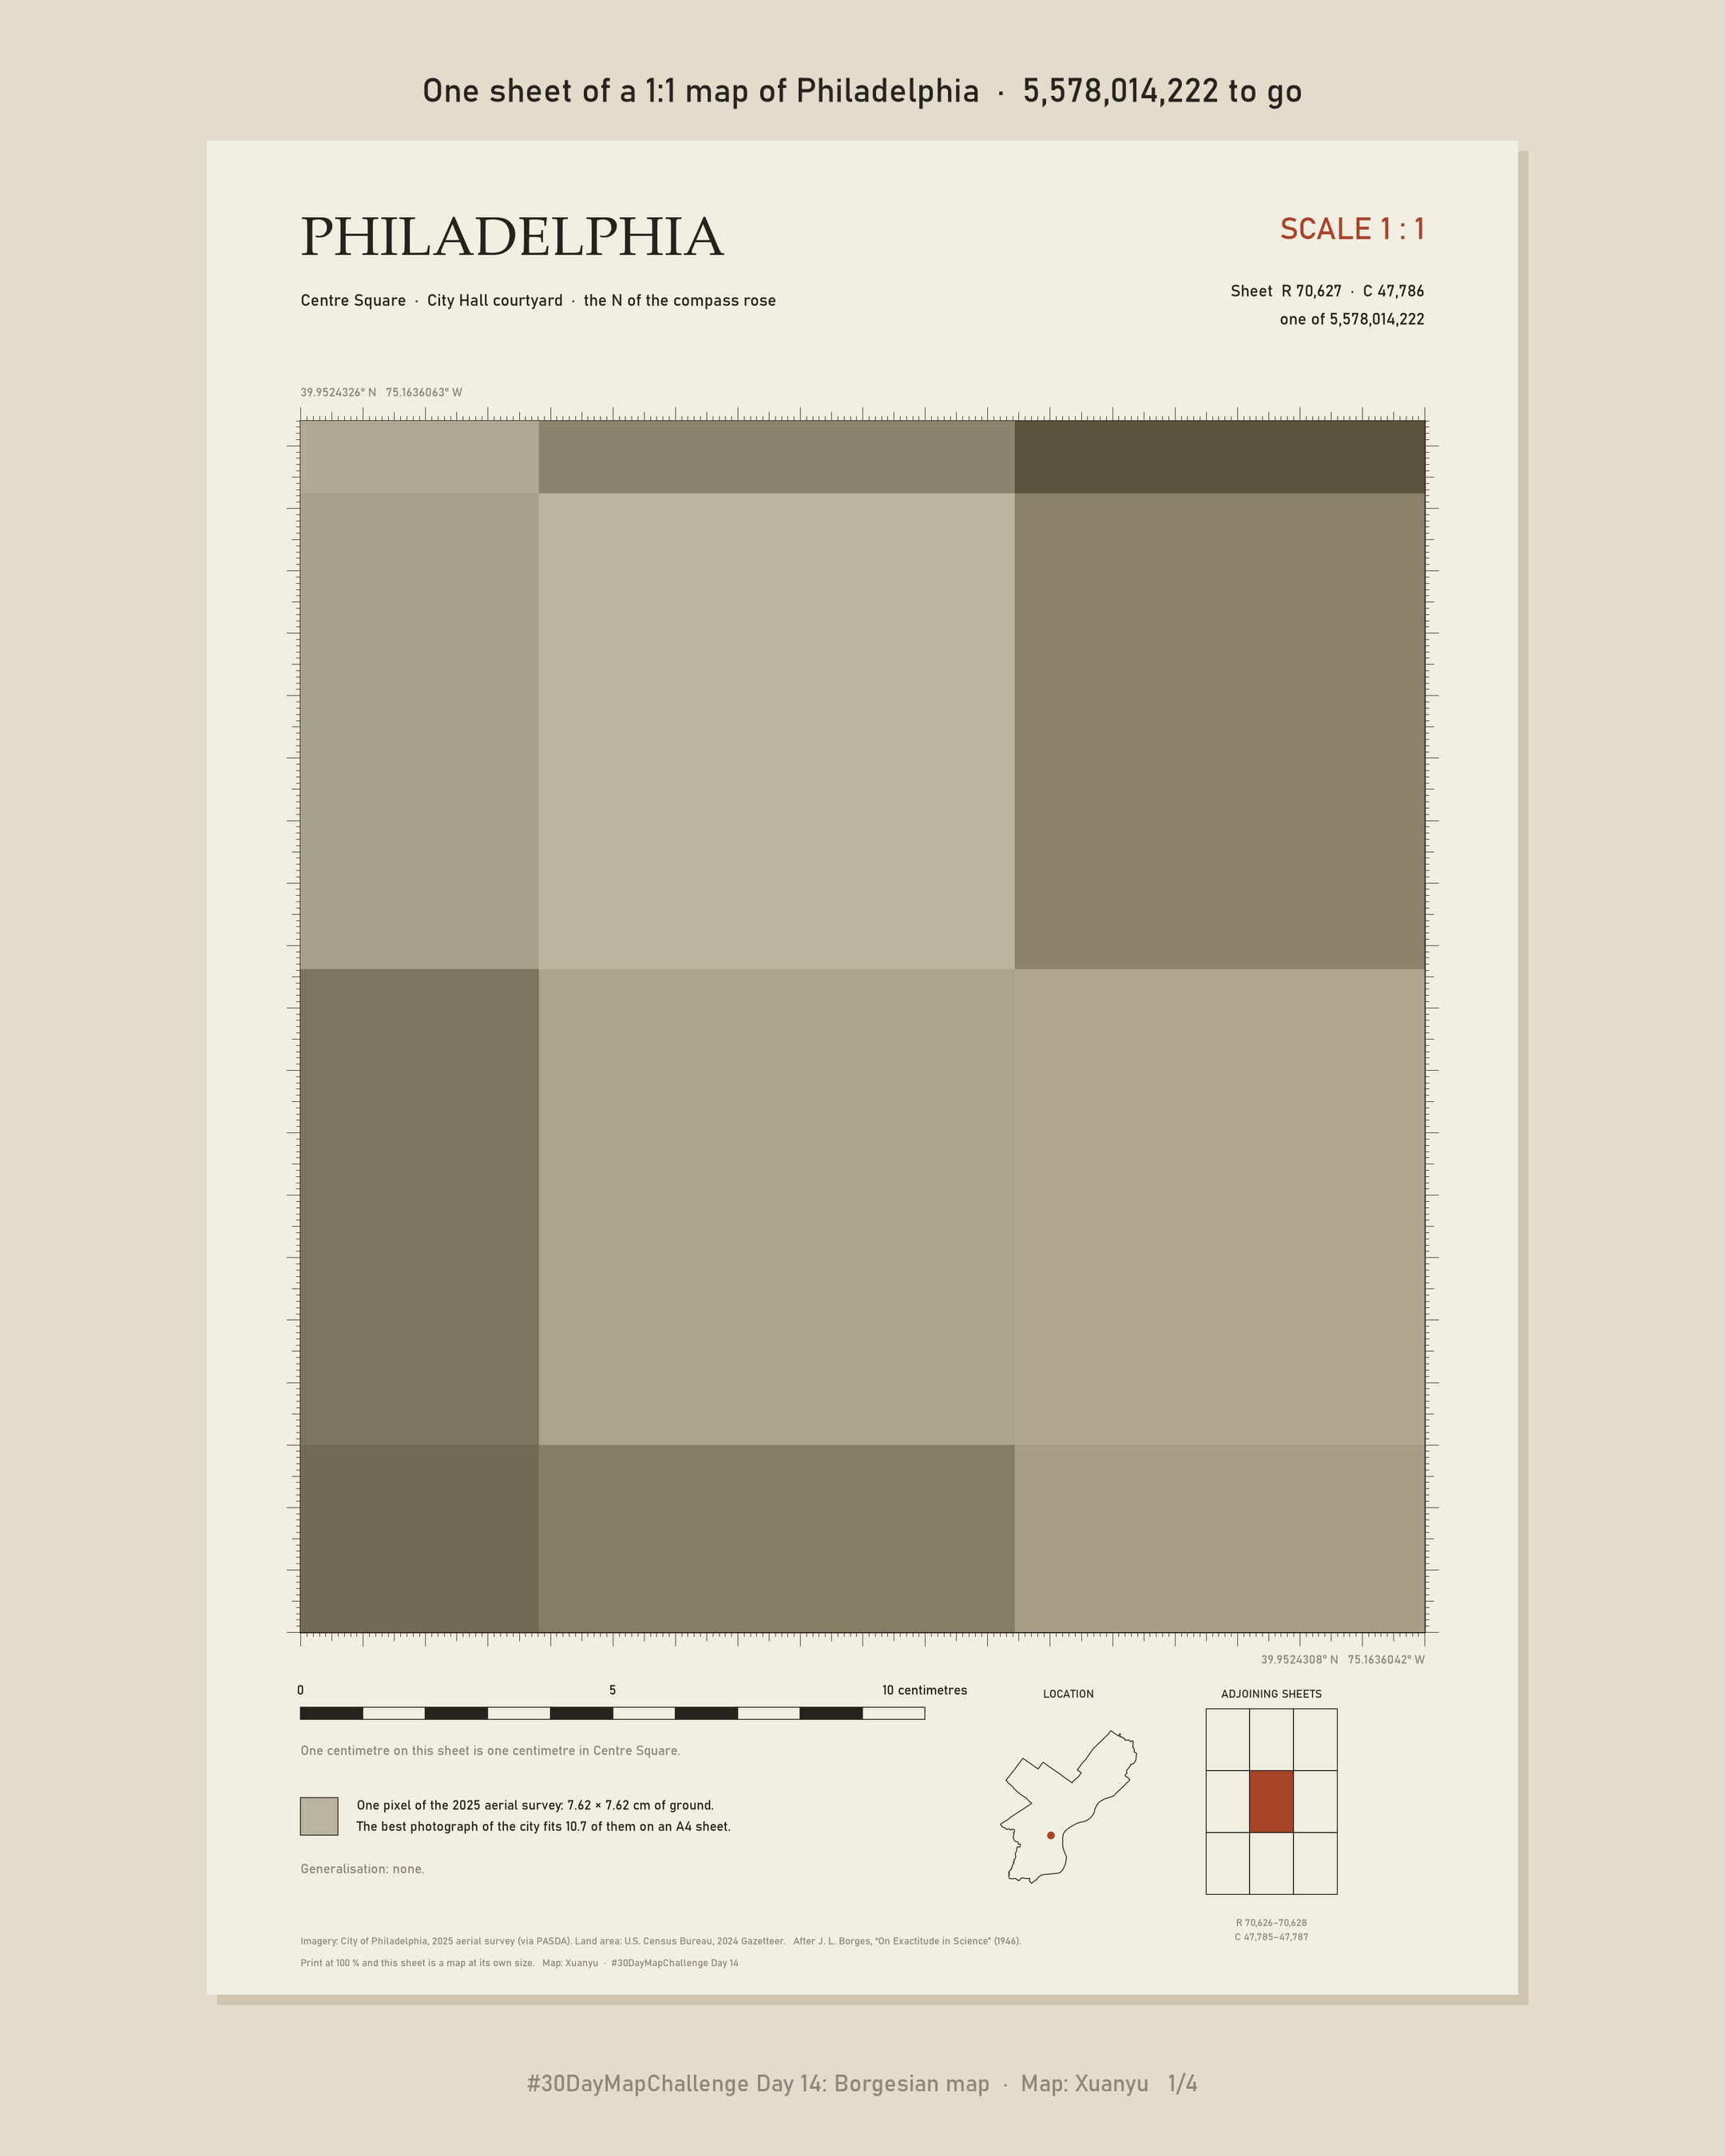 One sheet of a 1:1 map of Philadelphia · 5,578,014,222 to go
PHILADELPHIA
SCALE 1 : 1
Centre Square · City Hall courtyard · the N of the compass rose
Sheet R 70,627 · C 47,786
one of 5,578,014,222
39.9524326° N 75.1636063° W
39.9524308° N 75.1636042° W
0 5 10 centimetres
LOCATION
ADJOINING SHEETS
One centimetre on this sheet is one centimetre in Centre Square.
One pixel of the 2025 aerial survey: 7.62 × 7.62 cm of ground.
The best photograph of the city fits 10.7 of them on an A4 sheet.
Generalisation: none.
R 70,626–70,628
C 47,785–47,787
Imagery: City of Philadelphia, 2025 aerial survey (via PASDA). Land area: U.S. Census Bureau, 2024 Gazetteer. After J. L. Borges, “On Exactitude in Science” (1946).
Print at 100 % and this sheet is a map at its own size. Map: Xuanyu · #30DayMapChallenge Day 14
#30DayMapChallenge Day 14: Borgesian map · Map: Xuanyu 1/4